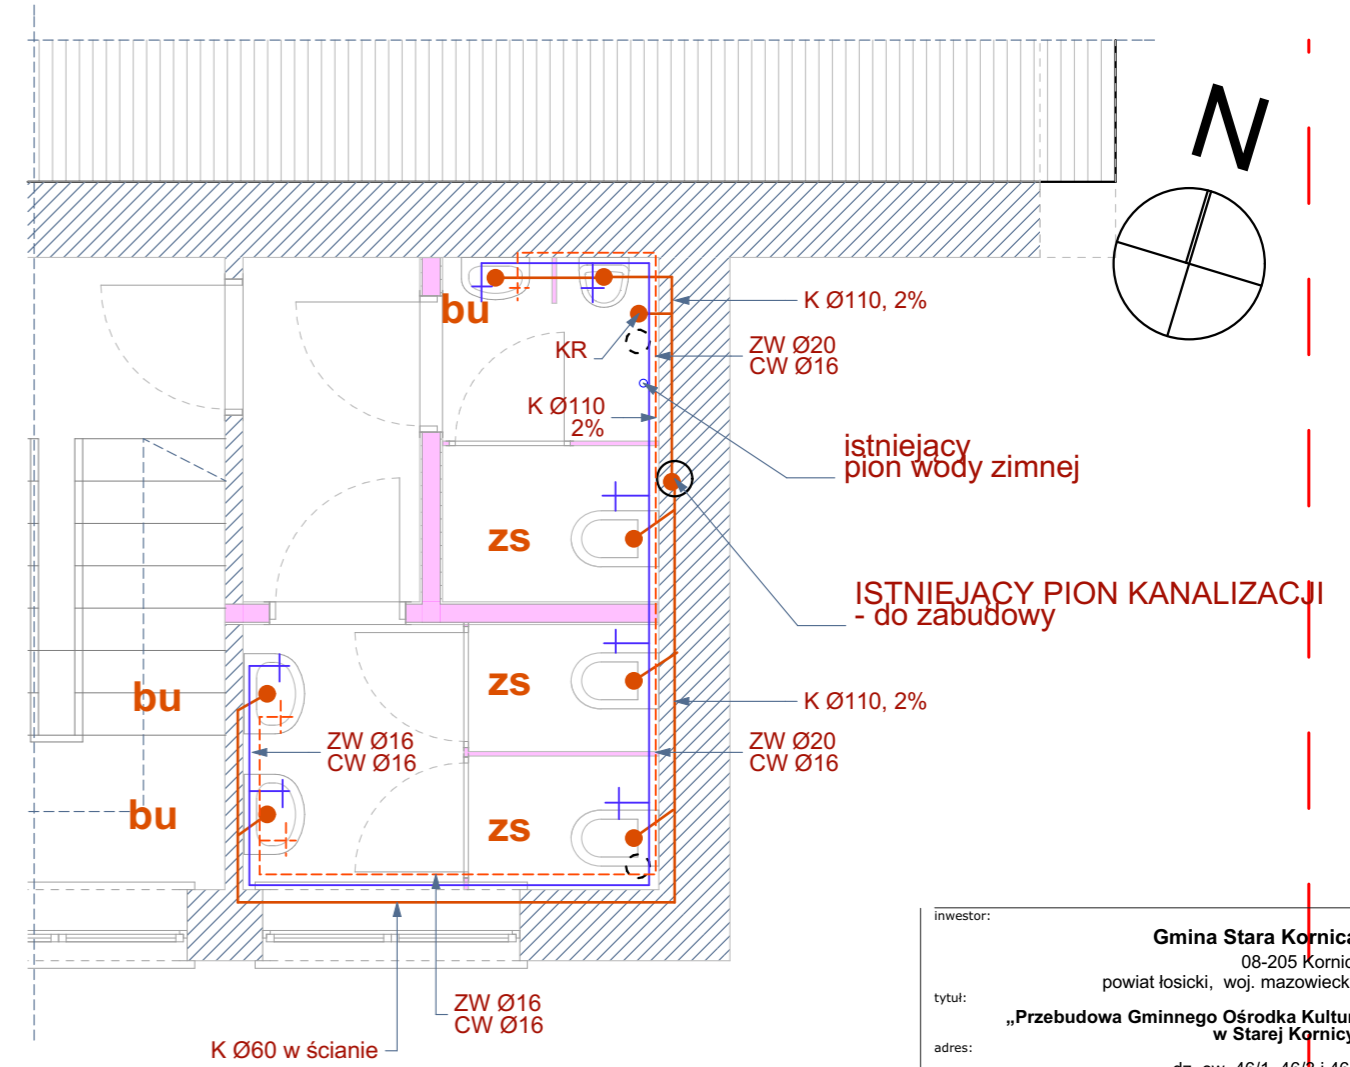 N
bu
K Ø110, 2%
KR
ZW Ø20
CW Ø16
K Ø110
2%
istniejący
pion wody zimnej
zs
ISTNIEJĄCY PION KANALIZACJI
- do zabudowy
zs
bu
K Ø110, 2%
ZW Ø16
CW Ø16
ZW Ø20
CW Ø16
bu
zs
inwestor:
Gmina Stara Kornica
08-205 Kornic
powiat łosicki, woj. mazowieck
tytuł:
„Przebudowa Gminnego Ośrodka Kultur
w Starej Kornicy
adres:
ZW Ø16
CW Ø16
K Ø60 w ścianie